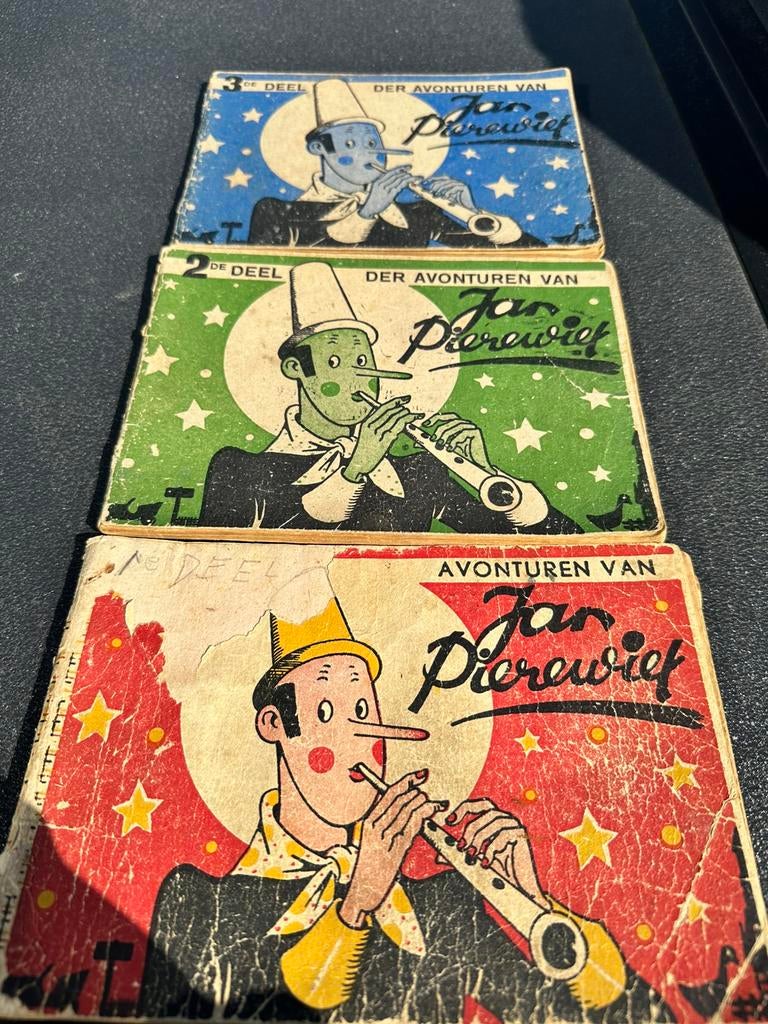 3DE DEEL DER AVONTUREN VAN
Jan
Pierewiet
2DE DEEL DER AVONTUREN VAN
Jan
Pierewiet
1e DEEL
AVONTUREN VAN
Jan
Pierewiet